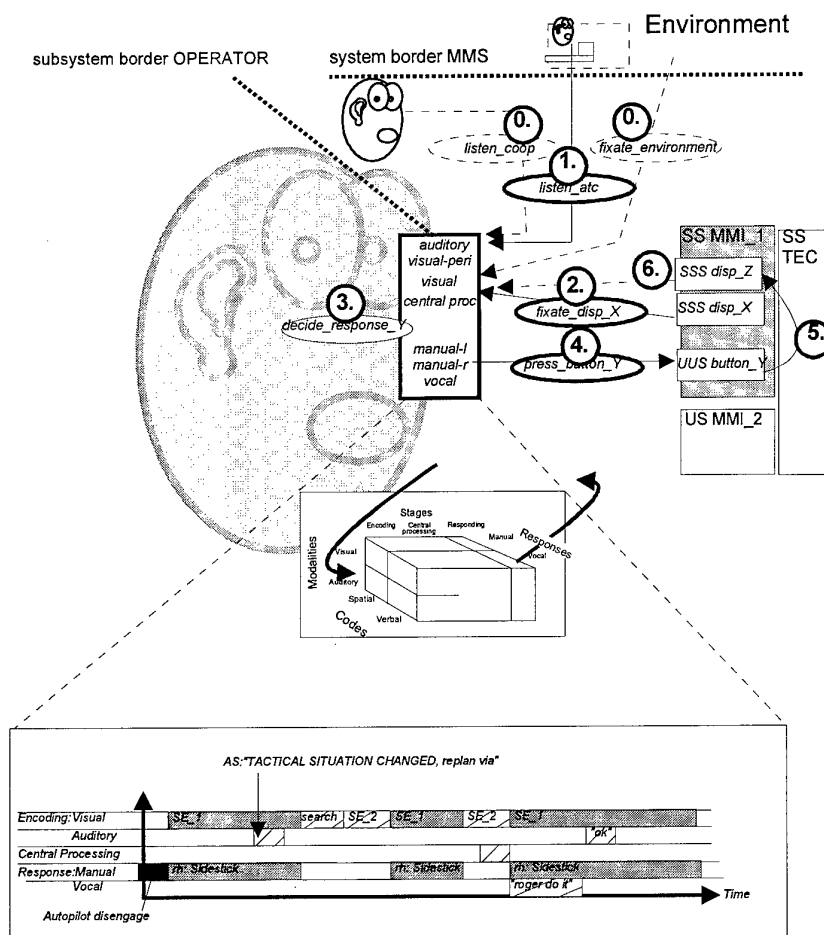 Environment
subsystem border OPERATOR
system border MMS
0.
0.
listen_coop
fixate_environment
1.
listen_atc
auditory
visual-peri
visual
central proc
manual-l
manual-r
vocal
SS MMI_1
SS
TEC
6.
SSS disp_Z
2.
SSS disp_X
fixate_disp_X
3.
decide_response_Y
4.
5.
press_button_Y
UUS button_Y
US MMI_2
Stages
Encoding
Central
processing
Responding
Manual
Responses
Vocal
Modalities
Visual
Auditory
Spatial
Verbal
Codes
AS:"TACTICAL SITUATION CHANGED, replan via"
Encoding:Visual
SE_1
search
SE_2
SE_1
SE_2
SE_1
Auditory
"ok"
Central Processing
Response:Manual
rh: Sidestick
rh: Sidestick
rh: Sidestick
Vocal
"roger do it"
Time
Autopilot disengage